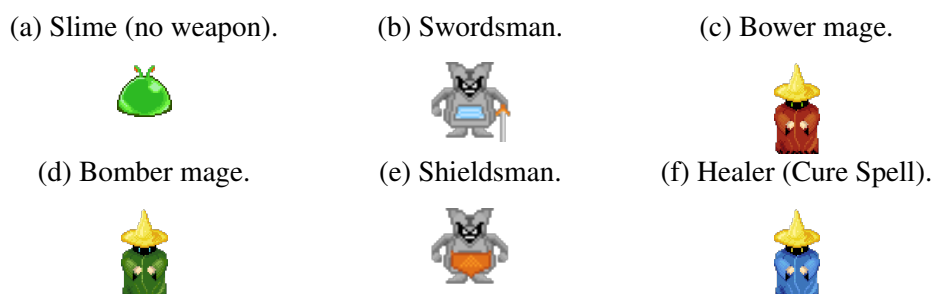 (a) Slime (no weapon).
(b) Swordsman.
(c) Bower mage.
(d) Bomber mage.
(e) Shieldsman.
(f) Healer (Cure Spell).